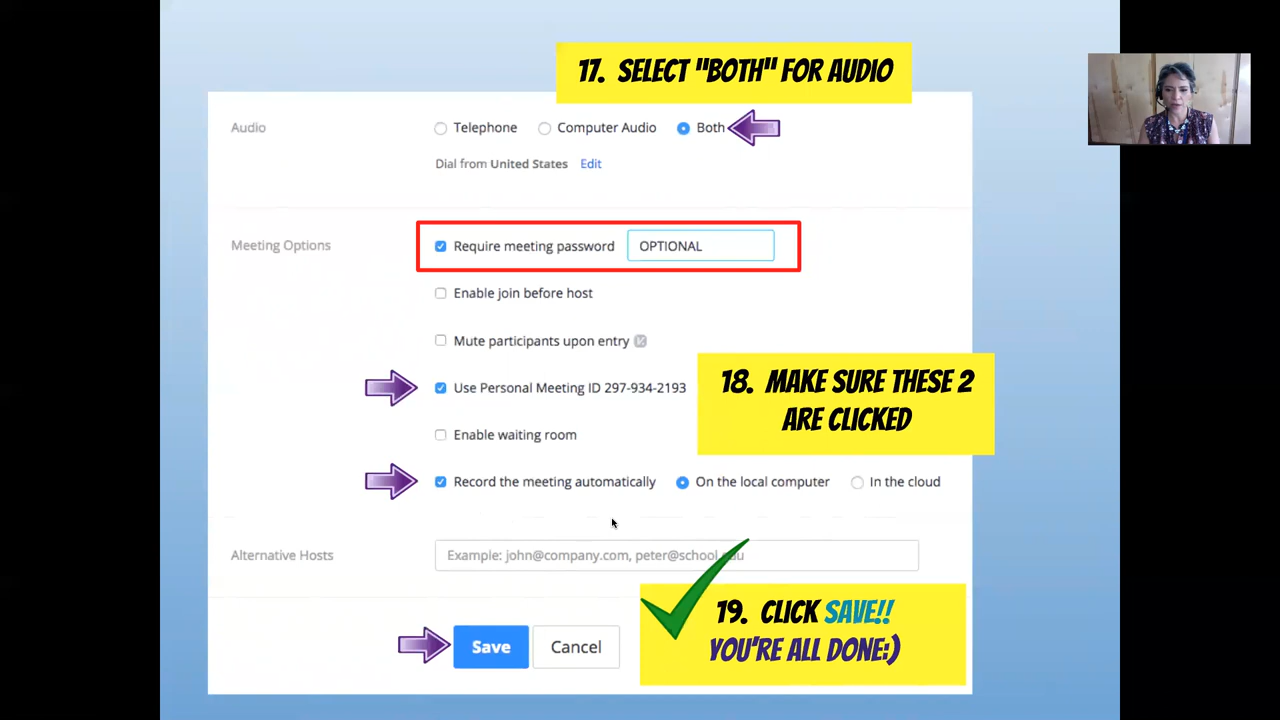 17. SELECT "BOTH" FOR AUDIO
Audio
Telephone
Computer Audio
Both
Dial from United States Edit
Meeting Options
Require meeting password
OPTIONAL
Enable join before host
Mute participants upon entry
Use Personal Meeting ID 297-934-2193
18. MAKE SURE THESE 2
ARE CLICKED
Enable waiting room
Record the meeting automatically
On the local computer
In the cloud
Alternative Hosts
Example: john@company.com, peter@school.edu
19. CLICK SAVE!!
YOU'RE ALL DONE:)
Save
Cancel